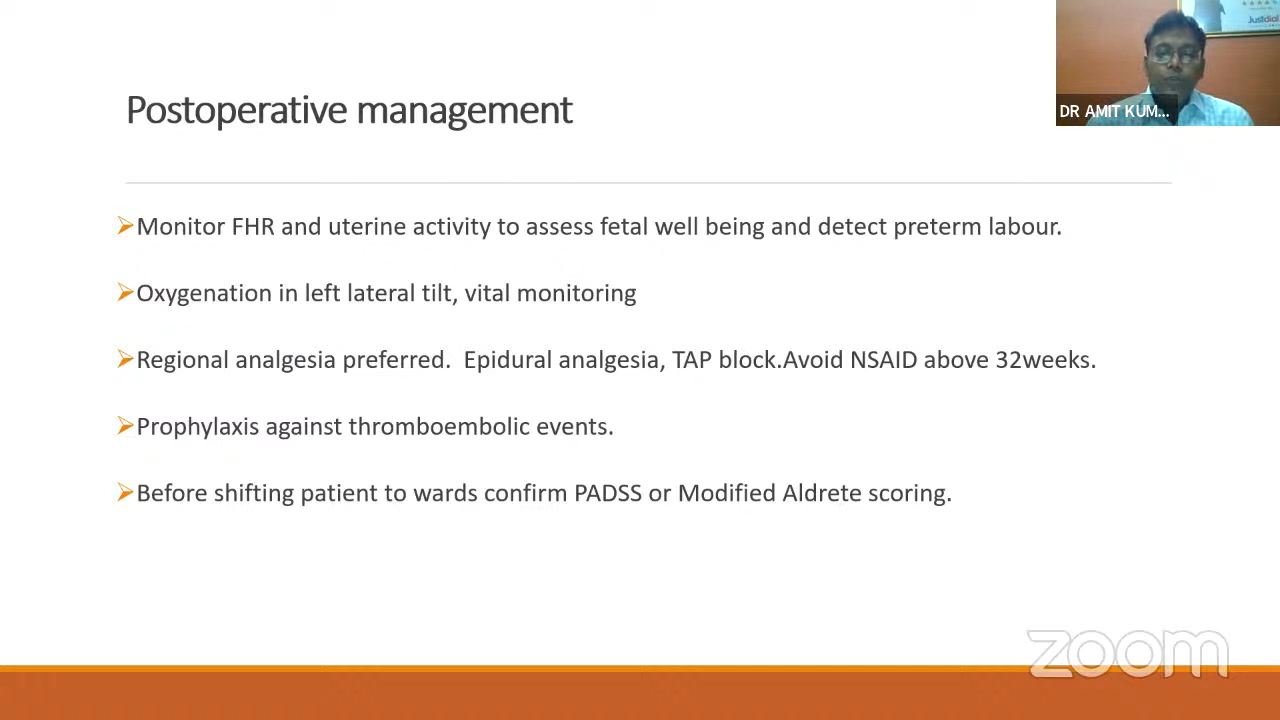 Justdial
DR AMIT KUM...
Postoperative management
Monitor FHR and uterine activity to assess fetal well being and detect preterm labour.
Oxygenation in left lateral tilt, vital monitoring
Regional analgesia preferred.  Epidural analgesia, TAP block.Avoid NSAID above 32weeks.
Prophylaxis against thromboembolic events.
Before shifting patient to wards confirm PADSS or Modified Aldrete scoring.
zoom